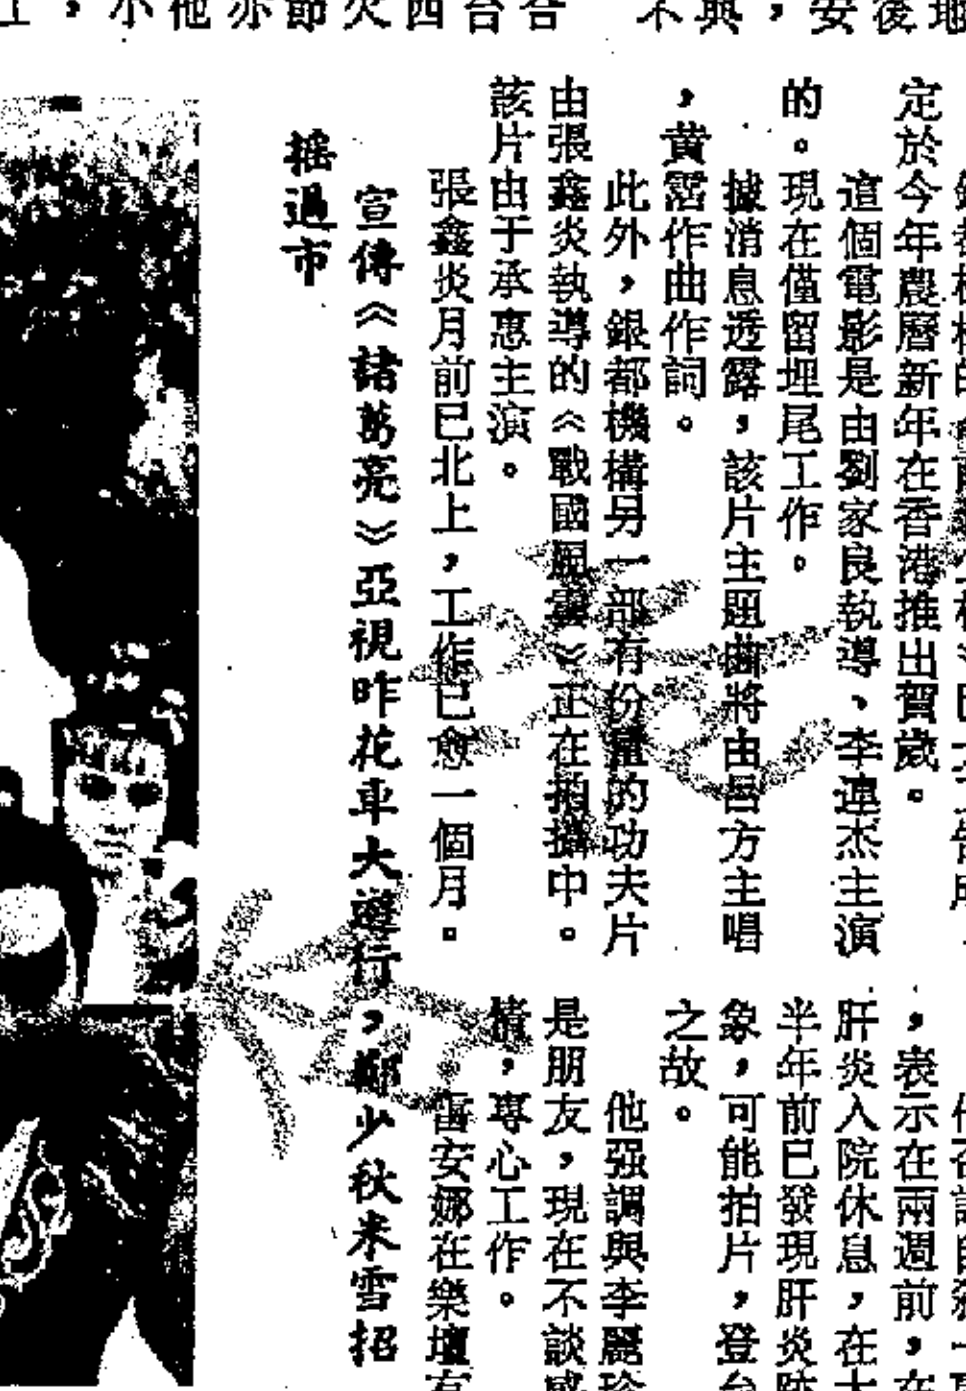 定於今年農曆新年在香港推出賀歲。
這個電影是由劉家良執導、李連杰主演
的。現在僅留埋尾工作。
據消息透露，該片主題曲將由呂方主唱
，黃霑作曲作詞。
此外，銀都機構另一部有份量的功夫片
由張鑫炎執導的《戰國風雲》正在拍攝中。
該片由于承惠主演。
張鑫炎月前已北上，工作已愈一個月。
，表示在兩週前，在
肝炎入院休息，在
半年前已發現肝炎
象，可能拍片，登
之故。
他强調與李麗珍
是朋友，現在不談
情，專心工作。
雷安娜在樂壇有
宣傳《諸葛亮》亞視昨花車大遊行，鄭少秋米雪招
搖過市